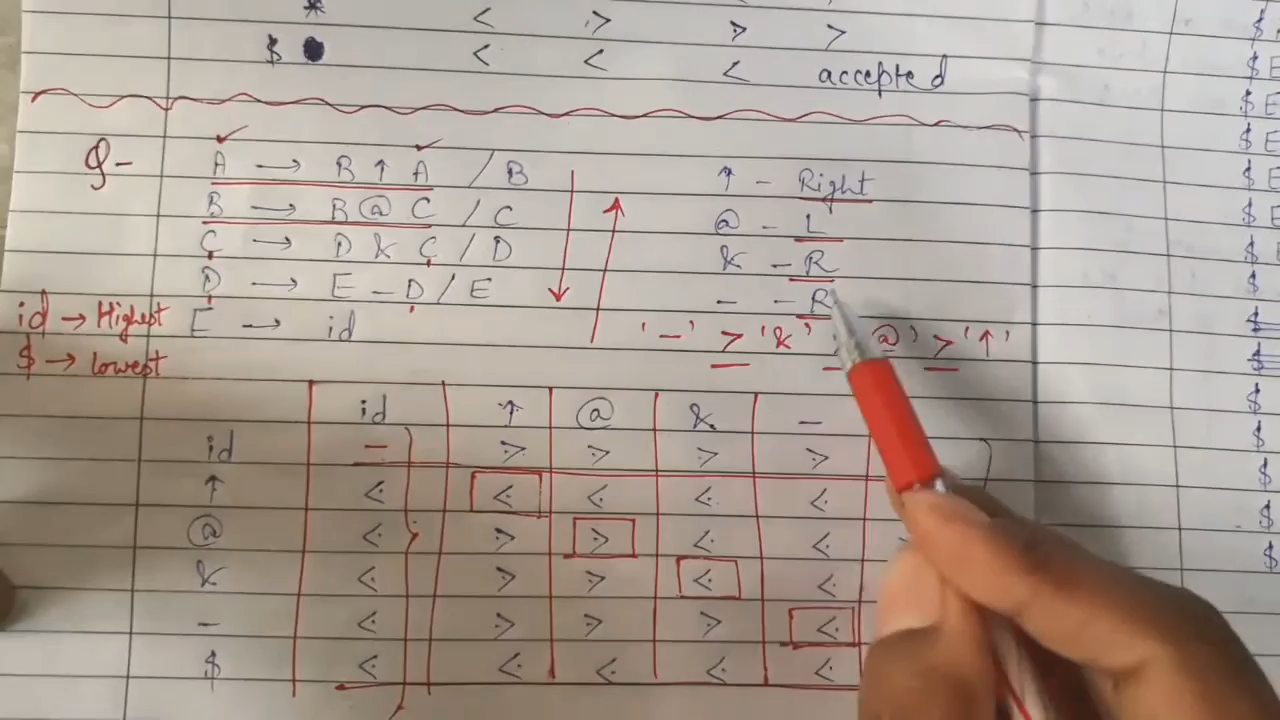 * < ·> ·> >
$ < < < accepted
Q- A → B ↑ A / B ↑ - Right
B → B @ C / C @ - L
C → D & C / D & - R
D → E - D / E - - R
id → Highest E → id '-' > '&' @' > '↑'
$ → lowest
id ↑ @ & -
id - ·> ·> ·> ·>
↑ <· <· <· <· <·
@ <· ·> ·> <· <·
& <· ·> ·> <· <·
- <· ·> ·> ·> <·
$ <· <· <· <· <·
$
$ E
$ E
$ E
$ E
$ E
$ E
$
$
$
$
$
$
$
$